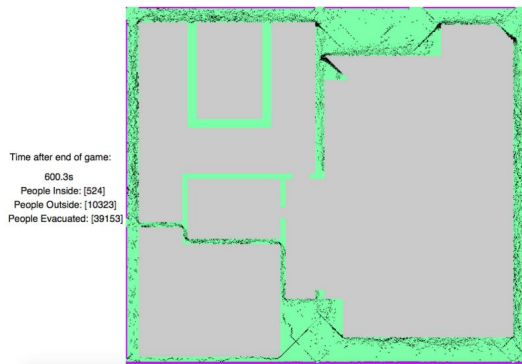 Time after end of game:
600.3s
People Inside: [524]
People Outside: [10323]
People Evacuated: [39153]